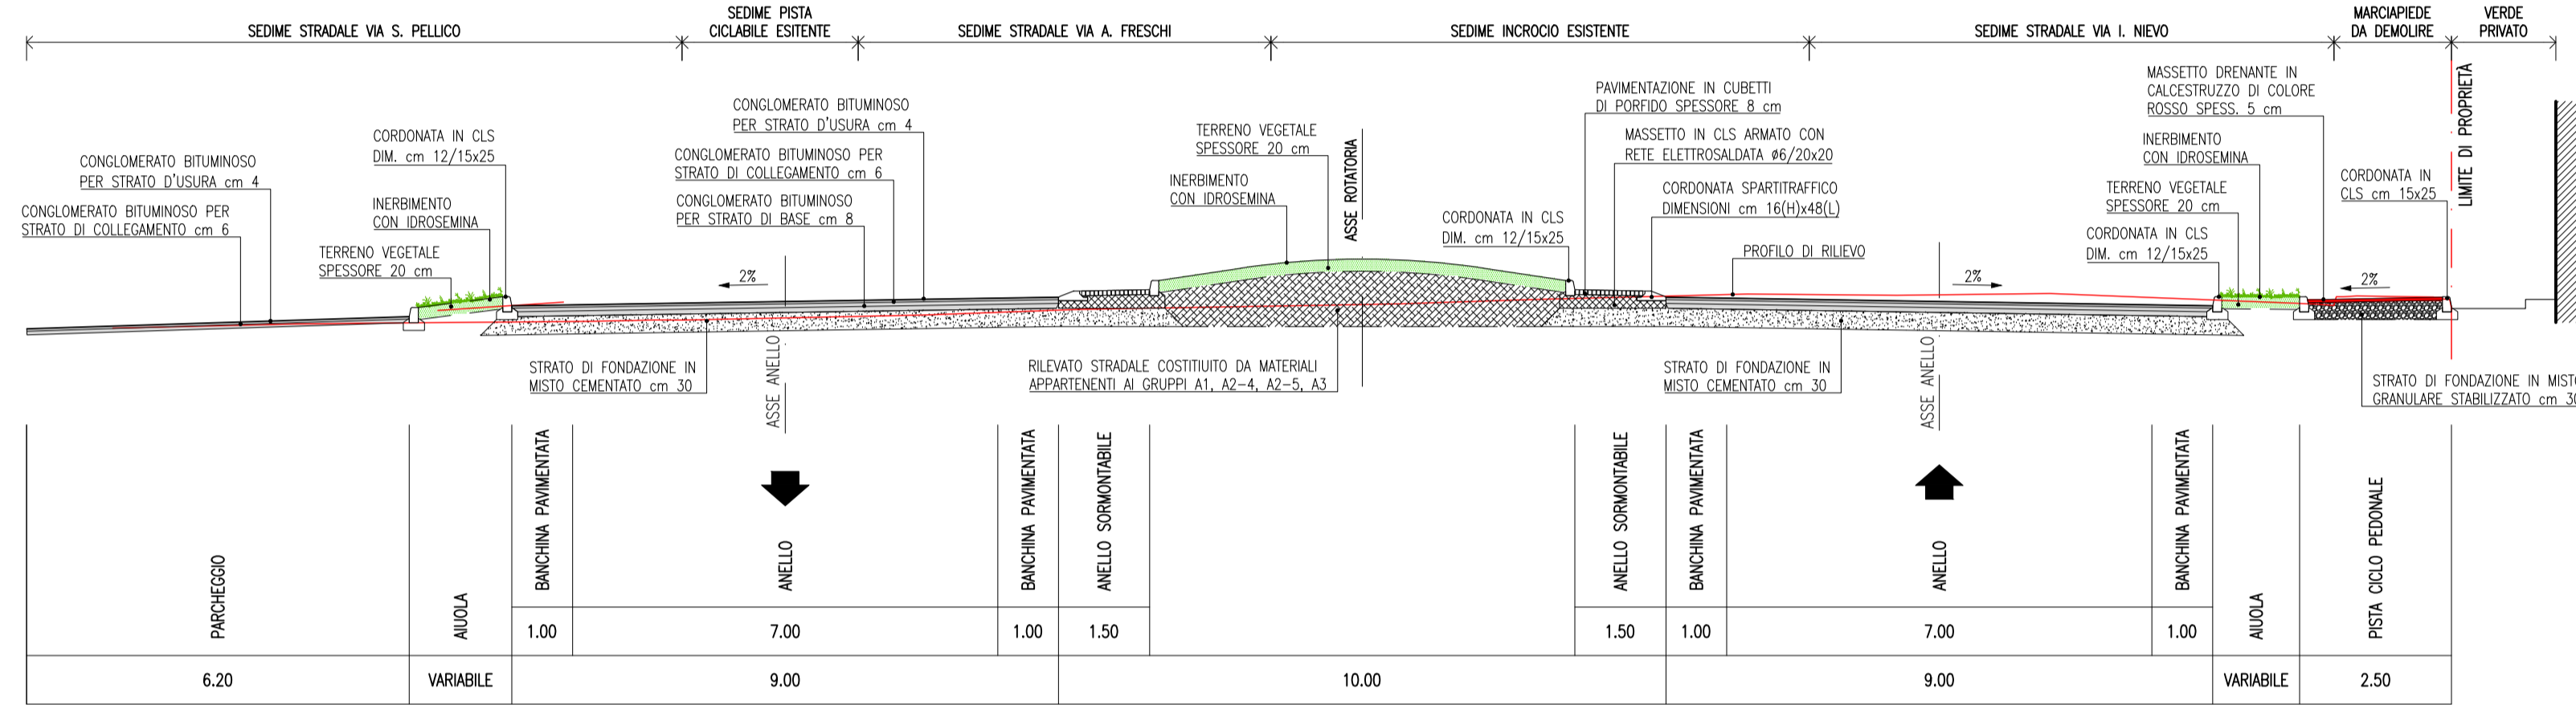 SEDIME STRADALE VIA S. PELLICO
SEDIME PISTA
CICLABILE ESITENTE
SEDIME STRADALE VIA A. FRESCHI
SEDIME INCROCIO ESISTENTE
SEDIME STRADALE VIA I. NIEVO
MARCIAPIEDE
DA DEMOLIRE
VERDE
PRIVATO
CONGLOMERATO BITUMINOSO PER
STRATO DI COLLEGAMENTO cm 6
CONGLOMERATO BITUMINOSO
PER STRATO D'USURA cm 4
TERRENO VEGETALE
SPESSORE 20 cm
INERBIMENTO
CON IDROSEMINA
CORDONATA IN CLS
DIM. cm 12/15x25
CONGLOMERATO BITUMINOSO
PER STRATO D'USURA cm 4
CONGLOMERATO BITUMINOSO PER
STRATO DI COLLEGAMENTO cm 6
CONGLOMERATO BITUMINOSO
PER STRATO DI BASE cm 8
2%
TERRENO VEGETALE
SPESSORE 20 cm
INERBIMENTO
CON IDROSEMINA
ASSE ROTATORIA
CORDONATA IN CLS
DIM. cm 12/15x25
PAVIMENTAZIONE IN CUBETTI
DI PORFIDO SPESSORE 8 cm
MASSETTO IN CLS ARMATO CON
RETE ELETTROSALDATA ø6/20x20
CORDONATA SPARTITRAFFICO
DIMENSIONI cm 16(H)x48(L)
PROFILO DI RILIEVO
2%
MASSETTO DRENANTE IN
CALCESTRUZZO DI COLORE
ROSSO SPESS. 5 cm
INERBIMENTO
CON IDROSEMINA
TERRENO VEGETALE
SPESSORE 20 cm
CORDONATA IN CLS
DIM. cm 12/15x25
CORDONATA IN
CLS cm 15x25
2%
LIMITE DI PROPRIETÀ
STRATO DI FONDAZIONE IN
MISTO CEMENTATO cm 30
ASSE ANELLO
RILEVATO STRADALE COSTITIUITO DA MATERIALI
APPARTENENTI AI GRUPPI A1, A2-4, A2-5, A3
STRATO DI FONDAZIONE IN
MISTO CEMENTATO cm 30
ASSE ANELLO
STRATO DI FONDAZIONE IN MISTO
GRANULARE STABILIZZATO cm 30
PARCHEGGIO
AIUOLA
BANCHINA PAVIMENTATA
ANELLO
BANCHINA PAVIMENTATA
ANELLO SORMONTABILE
ANELLO SORMONTABILE
BANCHINA PAVIMENTATA
ANELLO
BANCHINA PAVIMENTATA
AIUOLA
PISTA CICLO PEDONALE
1.00 7.00 1.00 1.50 1.50 1.00 7.00 1.00
6.20 VARIABILE 9.00 10.00 9.00 VARIABILE 2.50